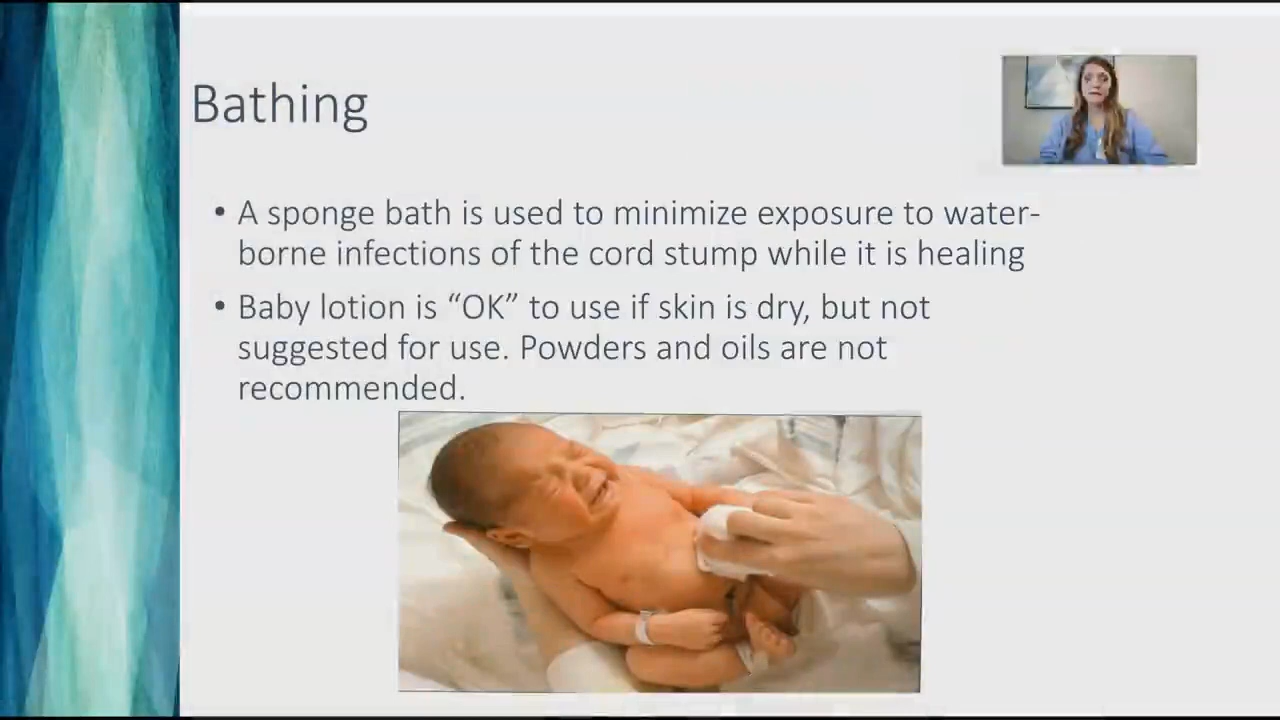 Bathing
• A sponge bath is used to minimize exposure to water-
borne infections of the cord stump while it is healing
• Baby lotion is “OK” to use if skin is dry, but not
suggested for use. Powders and oils are not
recommended.